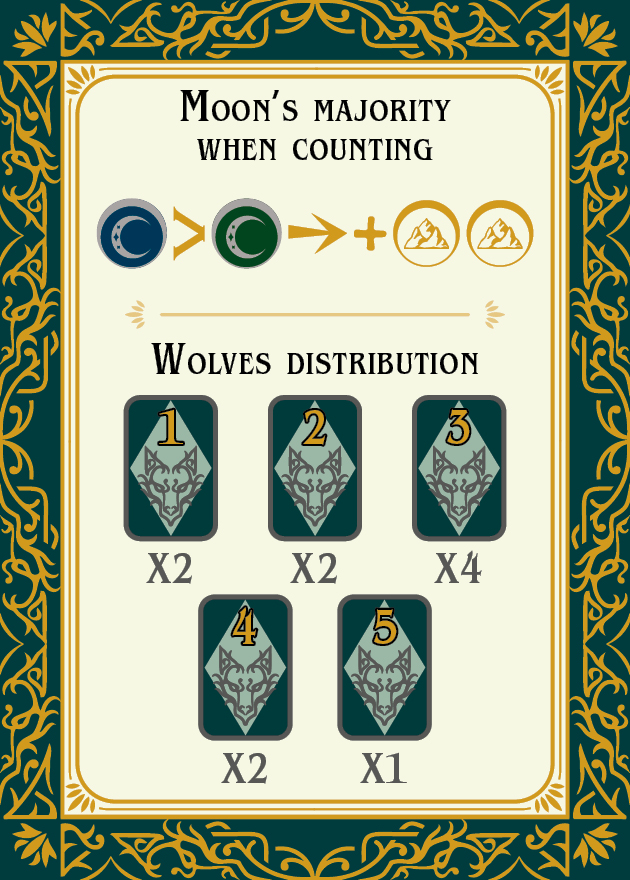 Moon's majority
when counting
> +
Wolves distribution
1 2 3
X2 X2 X4
4 5
X2 X1